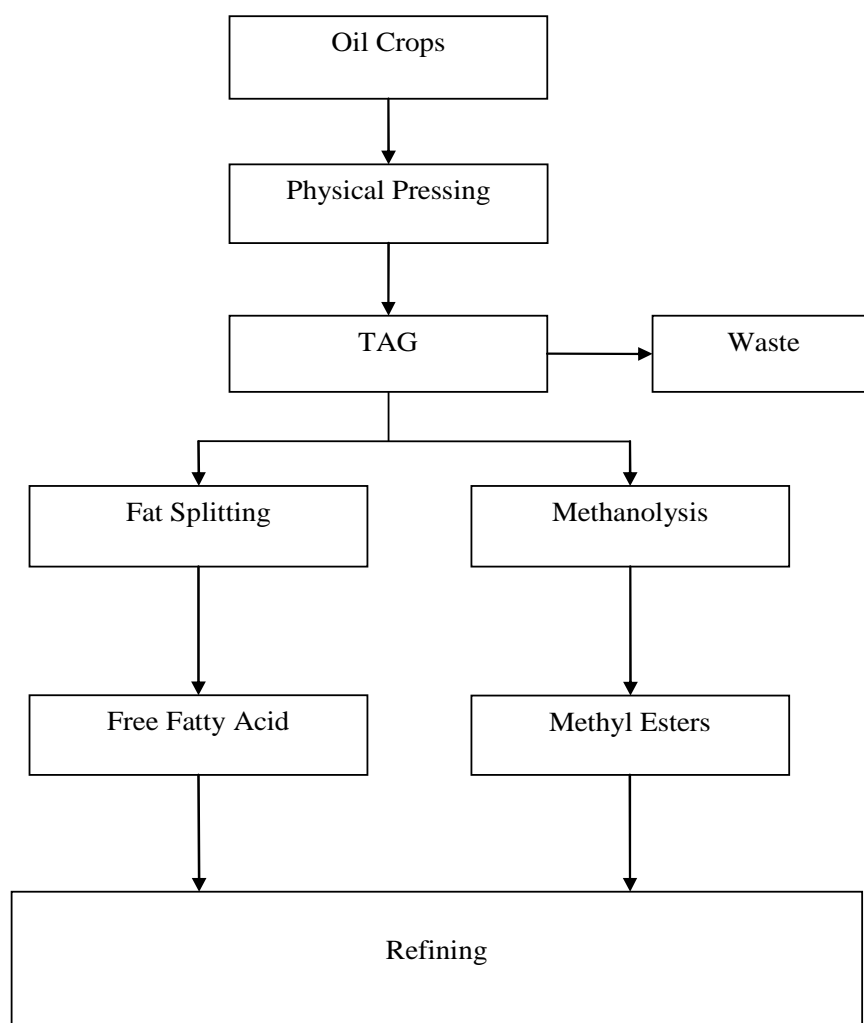 Oil Crops
Physical Pressing
TAG
Waste
Fat Splitting
Methanolysis
Free Fatty Acid
Methyl Esters
Refining